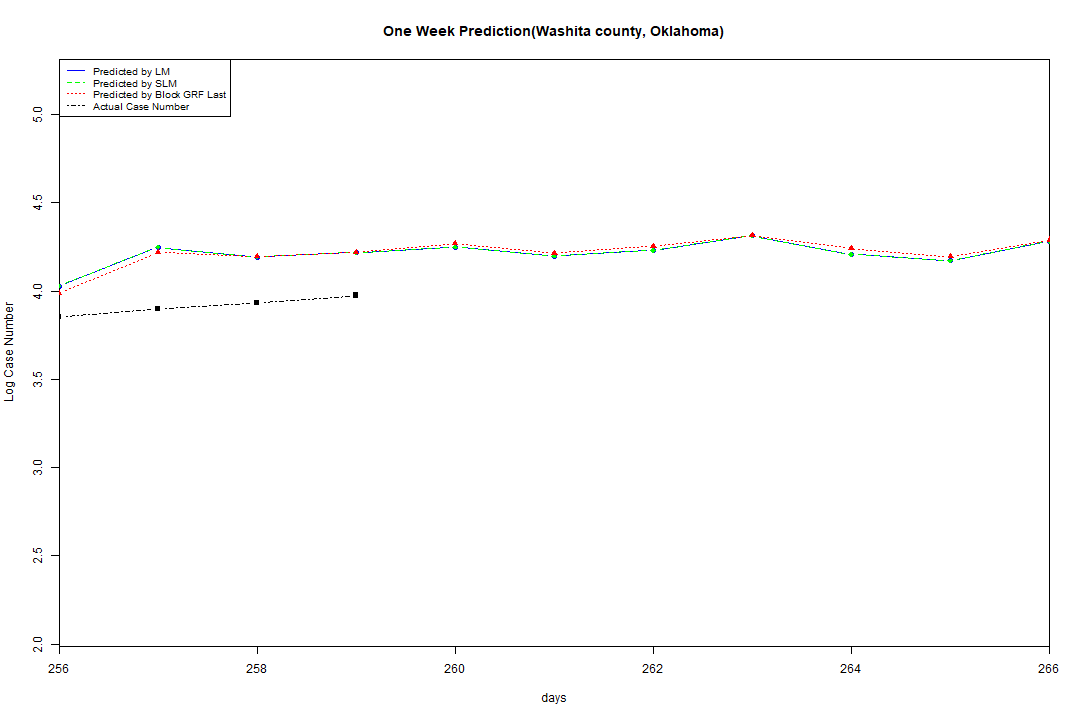 One Week Prediction(Washita county, Oklahoma)
Predicted by LM
Predicted by SLM
Predicted by Block GRF Last
Actual Case Number
Log Case Number
5.0
4.5
4.0
3.5
3.0
2.5
2.0
256 258 260 262 264 266
days